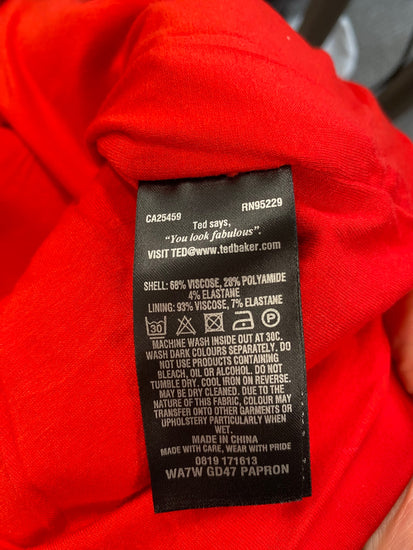 CA25459 RN95229
Ted says,
"You look fabulous".
VISIT TED@www.tedbaker.com
SHELL: 68% VISCOSE, 28% POLYAMIDE
4% ELASTANE
LINING: 93% VISCOSE, 7% ELASTANE
30 P
MACHINE WASH INSIDE OUT AT 30C.
WASH DARK COLOURS SEPARATELY. DO
NOT USE PRODUCTS CONTAINING
BLEACH, OIL OR ALCOHOL. DO NOT
TUMBLE DRY. COOL IRON ON REVERSE.
MAY BE DRY CLEANED. DUE TO THE
NATURE OF THIS FABRIC, COLOUR MAY
TRANSFER ONTO OTHER GARMENTS OR
UPHOLSTERY PARTICULARLY WHEN
WET.
MADE IN CHINA
MADE WITH CARE, WEAR WITH PRIDE
0819 171613
WA7W GD47 PAPRON